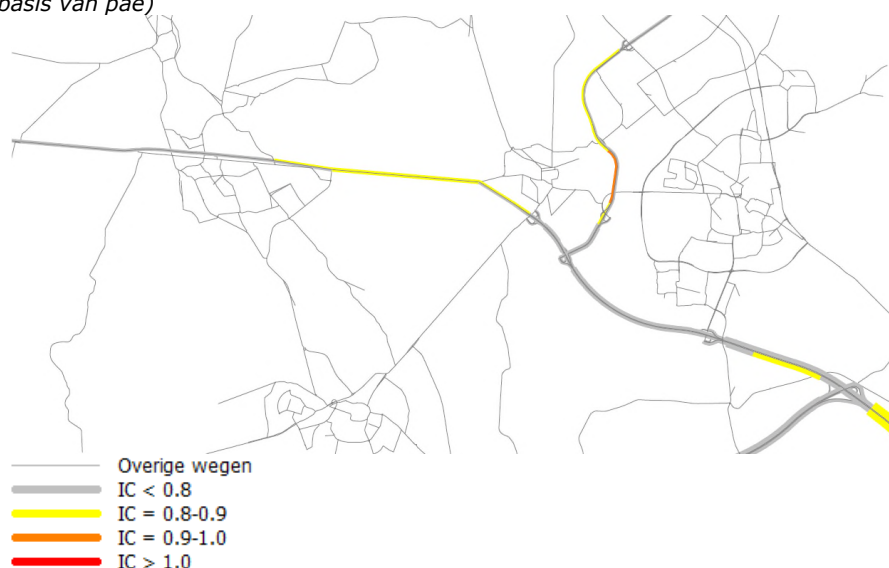 basis van pae)
Overige wegen
IC < 0.8
IC = 0.8-0.9
IC = 0.9-1.0
IC > 1.0